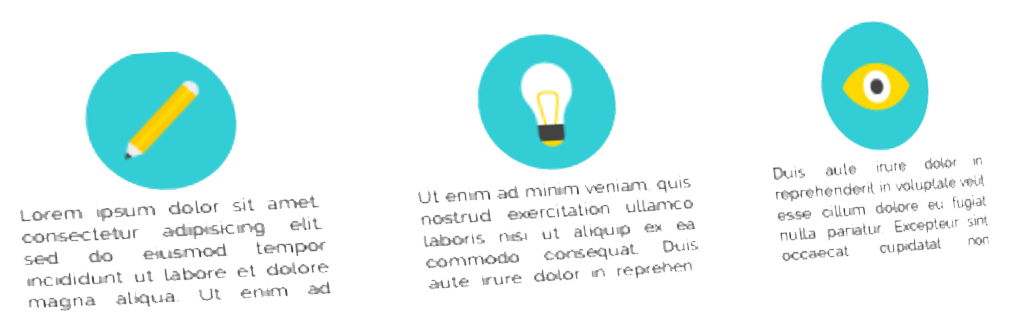 Lorem ipsum dolor sit amet,
consectetur adipisicing elit,
sed do eiusmod tempor
incididunt ut labore et dolore
magna aliqua. Ut enim ad
Ut enim ad minim veniam, quis
nostrud exercitation ullamco
laboris nisi ut aliquip ex ea
commodo consequat. Duis
aute irure dolor in reprehen
Duis aute irure dolor in
reprehenderit in voluptate velit
esse cillum dolore eu fugiat
nulla pariatur. Excepteur sint
occaecat cupidatat non